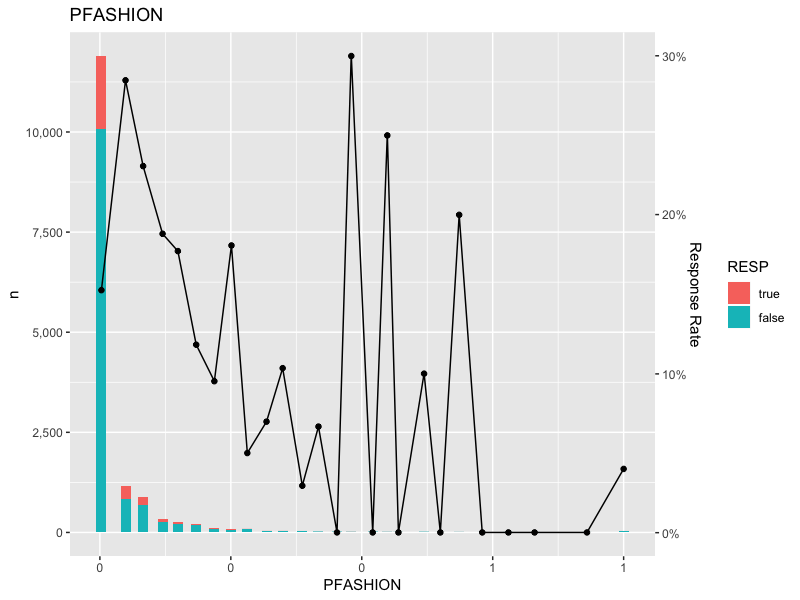 PFASHION
30%
10,000
20%
7,500
Response Rate
RESP
n
true
false
5,000
10%
2,500
0
0%
0
0
0
1
1
PFASHION